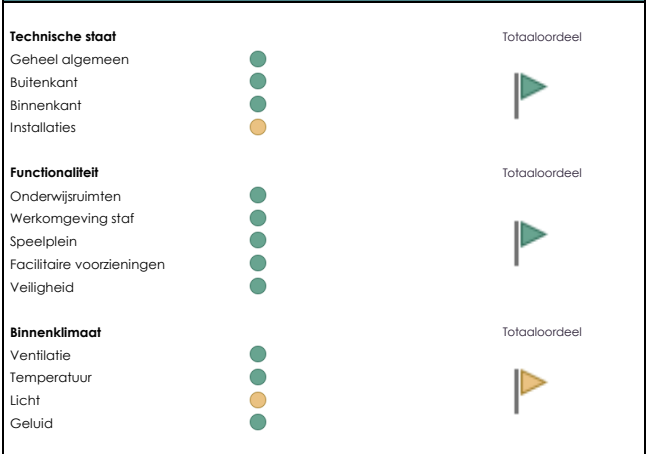 Technische staat Totaaloordeel
Geheel algemeen
Buitenkant
Binnenkant
Installaties
Functionaliteit Totaaloordeel
Onderwijsruimten
Werkomgeving staf
Speelplein
Facilitaire voorzieningen
Veiligheid
Binnenklimaat Totaaloordeel
Ventilatie
Temperatuur
Licht
Geluid